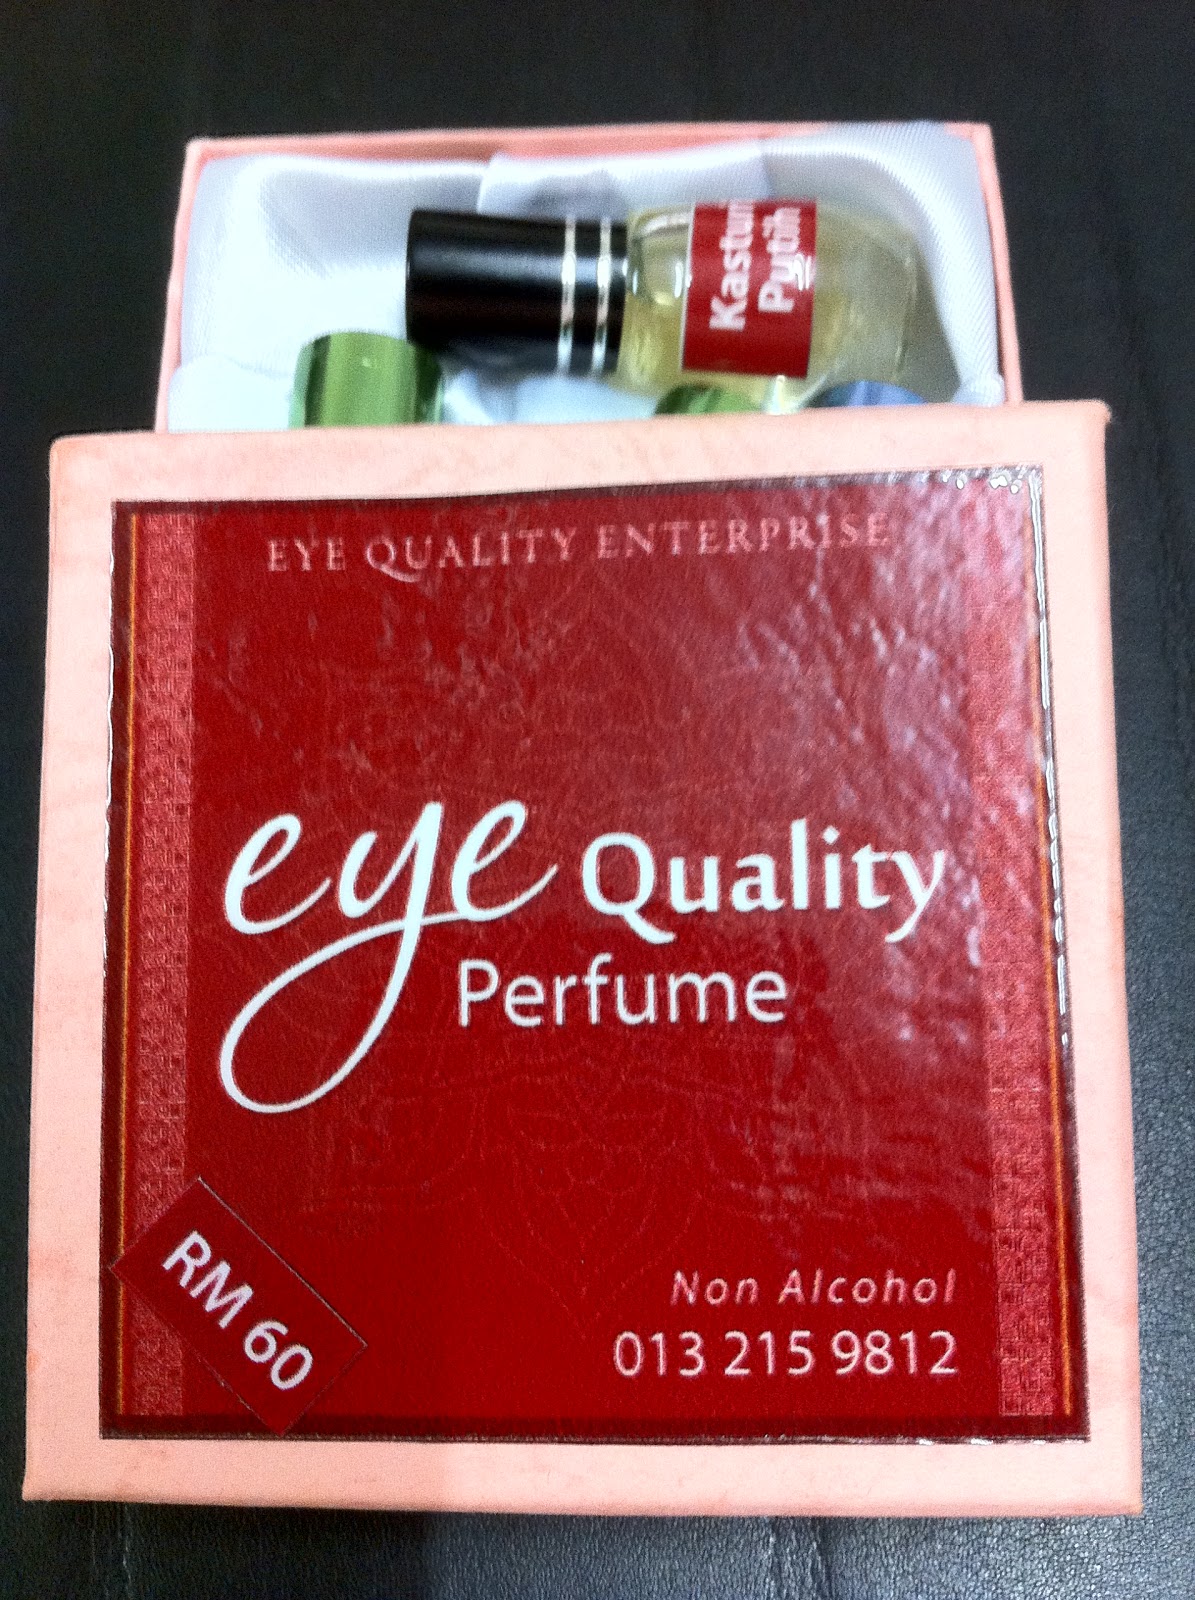 Kasturi
Putih
EYE QUALITY ENTERPRISE
eye Quality
Perfume
RM 60
Non Alcohol
013 215 9812